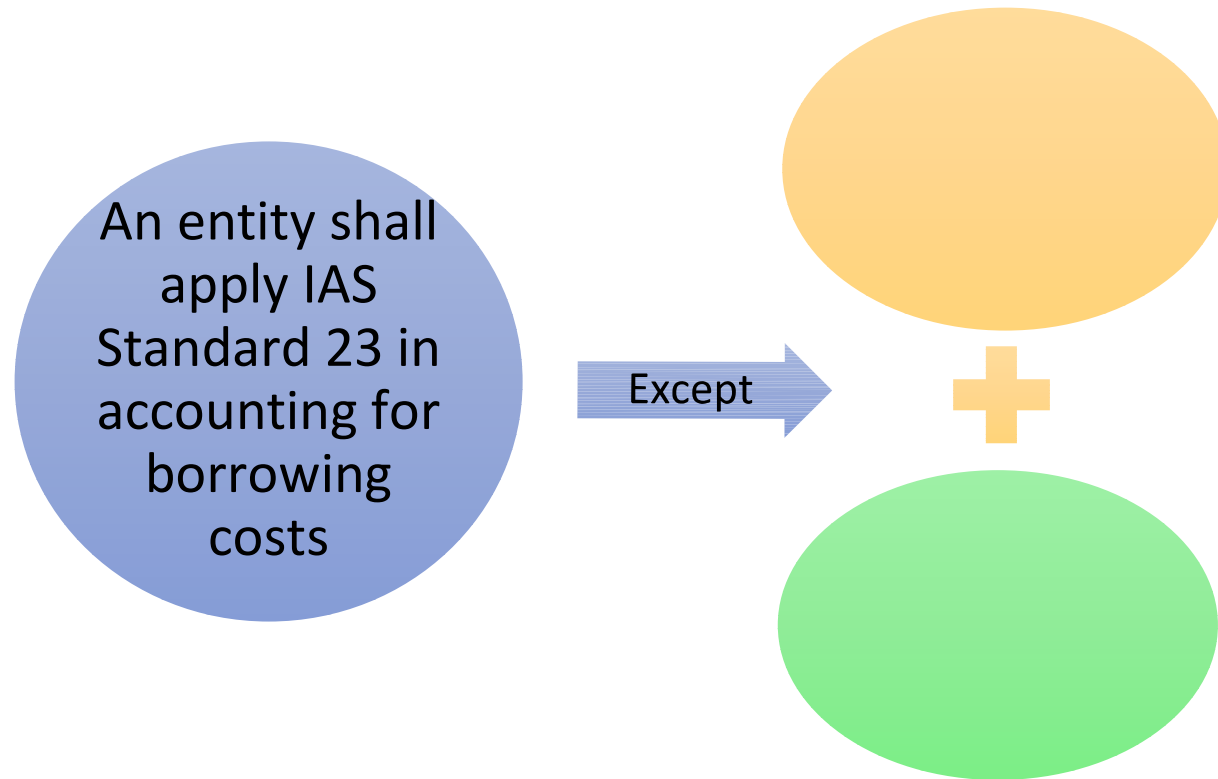 An entity shall
apply IAS
Standard 23 in
accounting for
borrowing
costs
Except